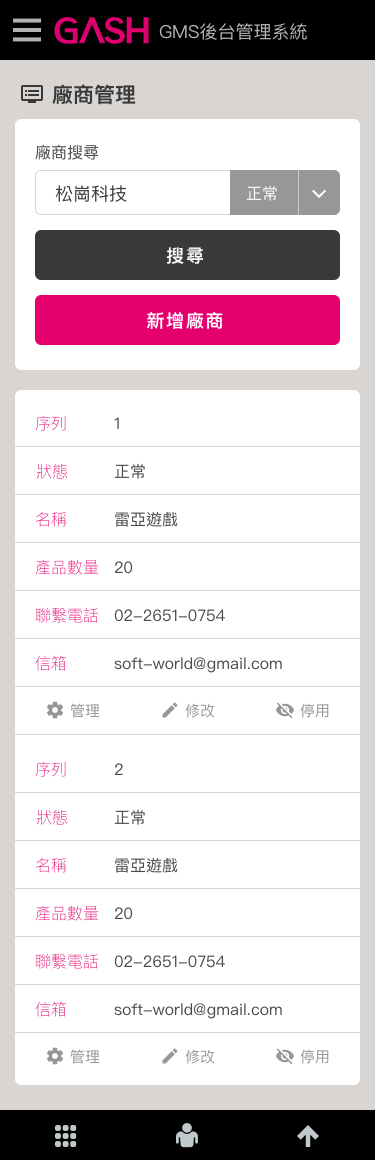 GASH GMS後台管理系統
廠商管理
廠商搜尋
松崗科技 正常
搜尋
新增廠商
序列 1
狀態 正常
名稱 雷亞遊戲
產品數量 20
聯繫電話 02-2651-0754
信箱 soft-world@gmail.com
管理 修改 停用
序列 2
狀態 正常
名稱 雷亞遊戲
產品數量 20
聯繫電話 02-2651-0754
信箱 soft-world@gmail.com
管理 修改 停用